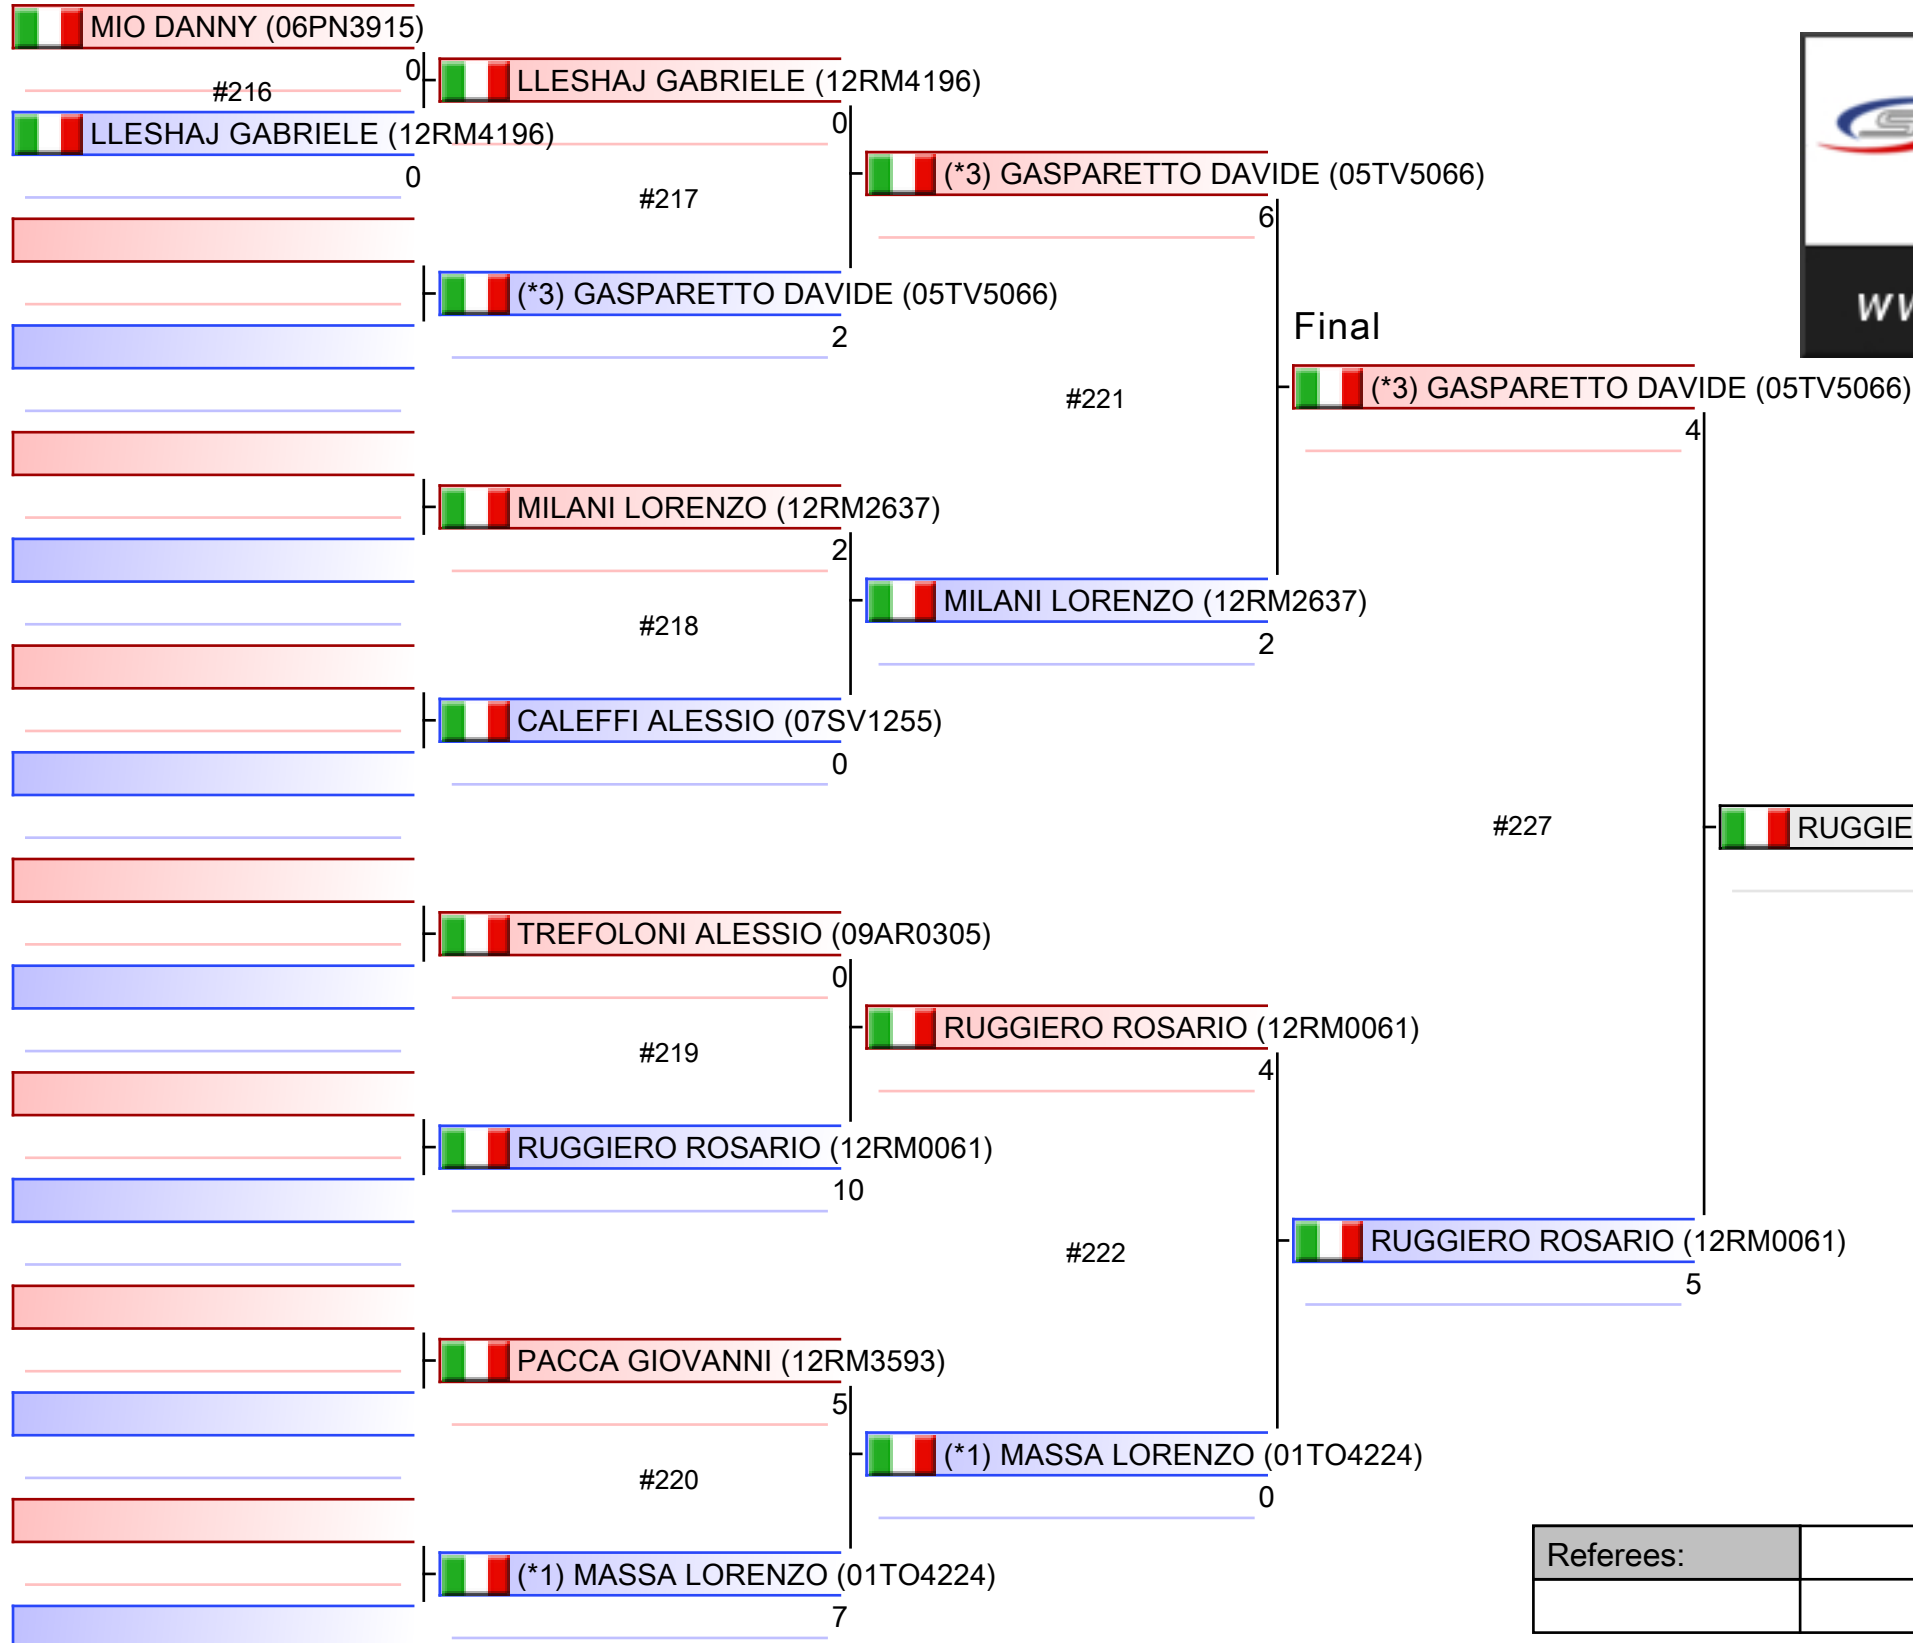 MIO DANNY (06PN3915)
0
#216
LLESHAJ GABRIELE (12RM4196)
0
LLESHAJ GABRIELE (12RM4196)
0
#217
(*3) GASPARETTO DAVIDE (05TV5066)
2
MILANI LORENZO (12RM2637)
2
#218
CALEFFI ALESSIO (07SV1255)
0
TREFOLONI ALESSIO (09AR0305)
0
#219
RUGGIERO ROSARIO (12RM0061)
10
PACCA GIOVANNI (12RM3593)
5
#220
(*1) MASSA LORENZO (01TO4224)
7
(*3) GASPARETTO DAVIDE (05TV5066)
6
#221
MILANI LORENZO (12RM2637)
2
RUGGIERO ROSARIO (12RM0061)
4
#222
(*1) MASSA LORENZO (01TO4224)
0
Final
(*3) GASPARETTO DAVIDE (05TV5066)
4
#227
RUGGIERO ROSARIO (12RM0061)
5
RUGGIE
Referees: